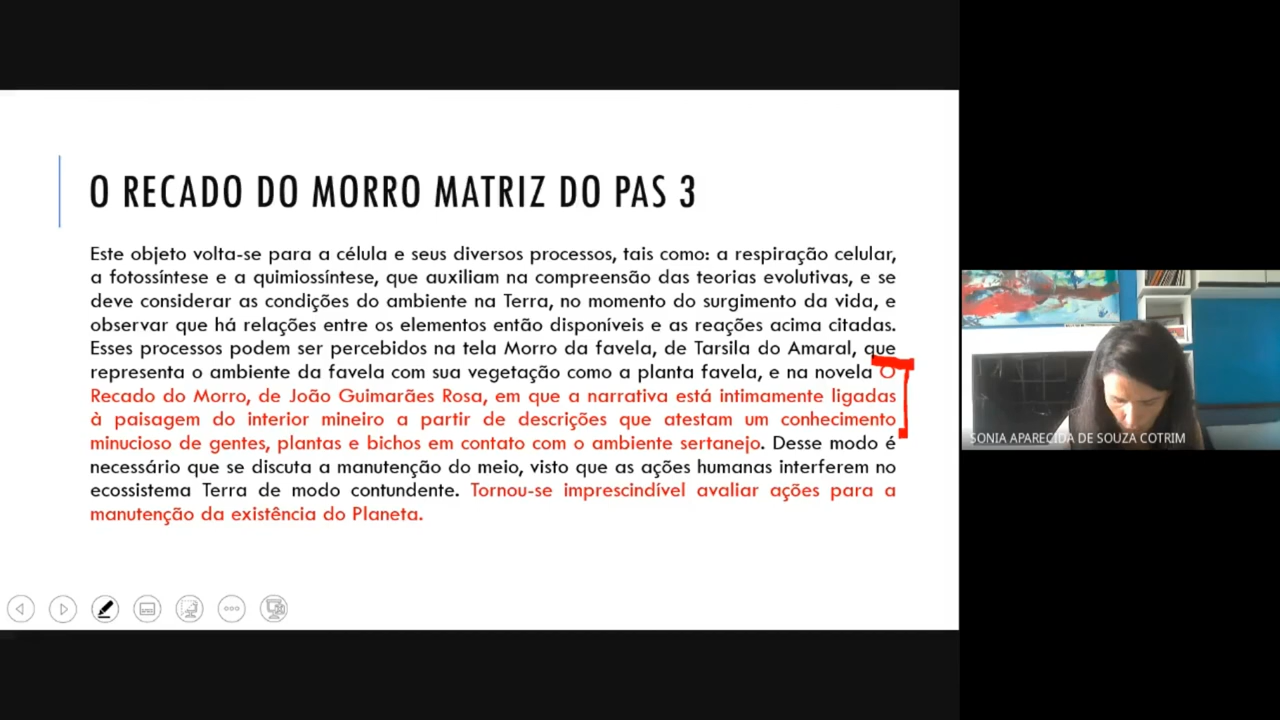 O RECADO DO MORRO MATRIZ DO PAS 3
Este objeto volta-se para a célula e seus diversos processos, tais como: a respiração celular,
a fotossíntese e a quimiossíntese, que auxiliam na compreensão das teorias evolutivas, e se
deve considerar as condições do ambiente na Terra, no momento do surgimento da vida, e
observar que há relações entre os elementos então disponíveis e as reações acima citadas.
Esses processos podem ser percebidos na tela Morro da favela, de Tarsila do Amaral, que
representa o ambiente da favela com sua vegetação como a planta favela, e na novela O
Recado do Morro, de João Guimarães Rosa, em que a narrativa está intimamente ligadas
à paisagem do interior mineiro a partir de descrições que atestam um conhecimento
minucioso de gentes, plantas e bichos em contato com o ambiente sertanejo. Desse modo é
necessário que se discuta a manutenção do meio, visto que as ações humanas interferem no
ecossistema Terra de modo contundente. Tornou-se imprescindível avaliar ações para a
manutenção da existência do Planeta.
SONIA APARECIDA DE SOUZA COTRIM